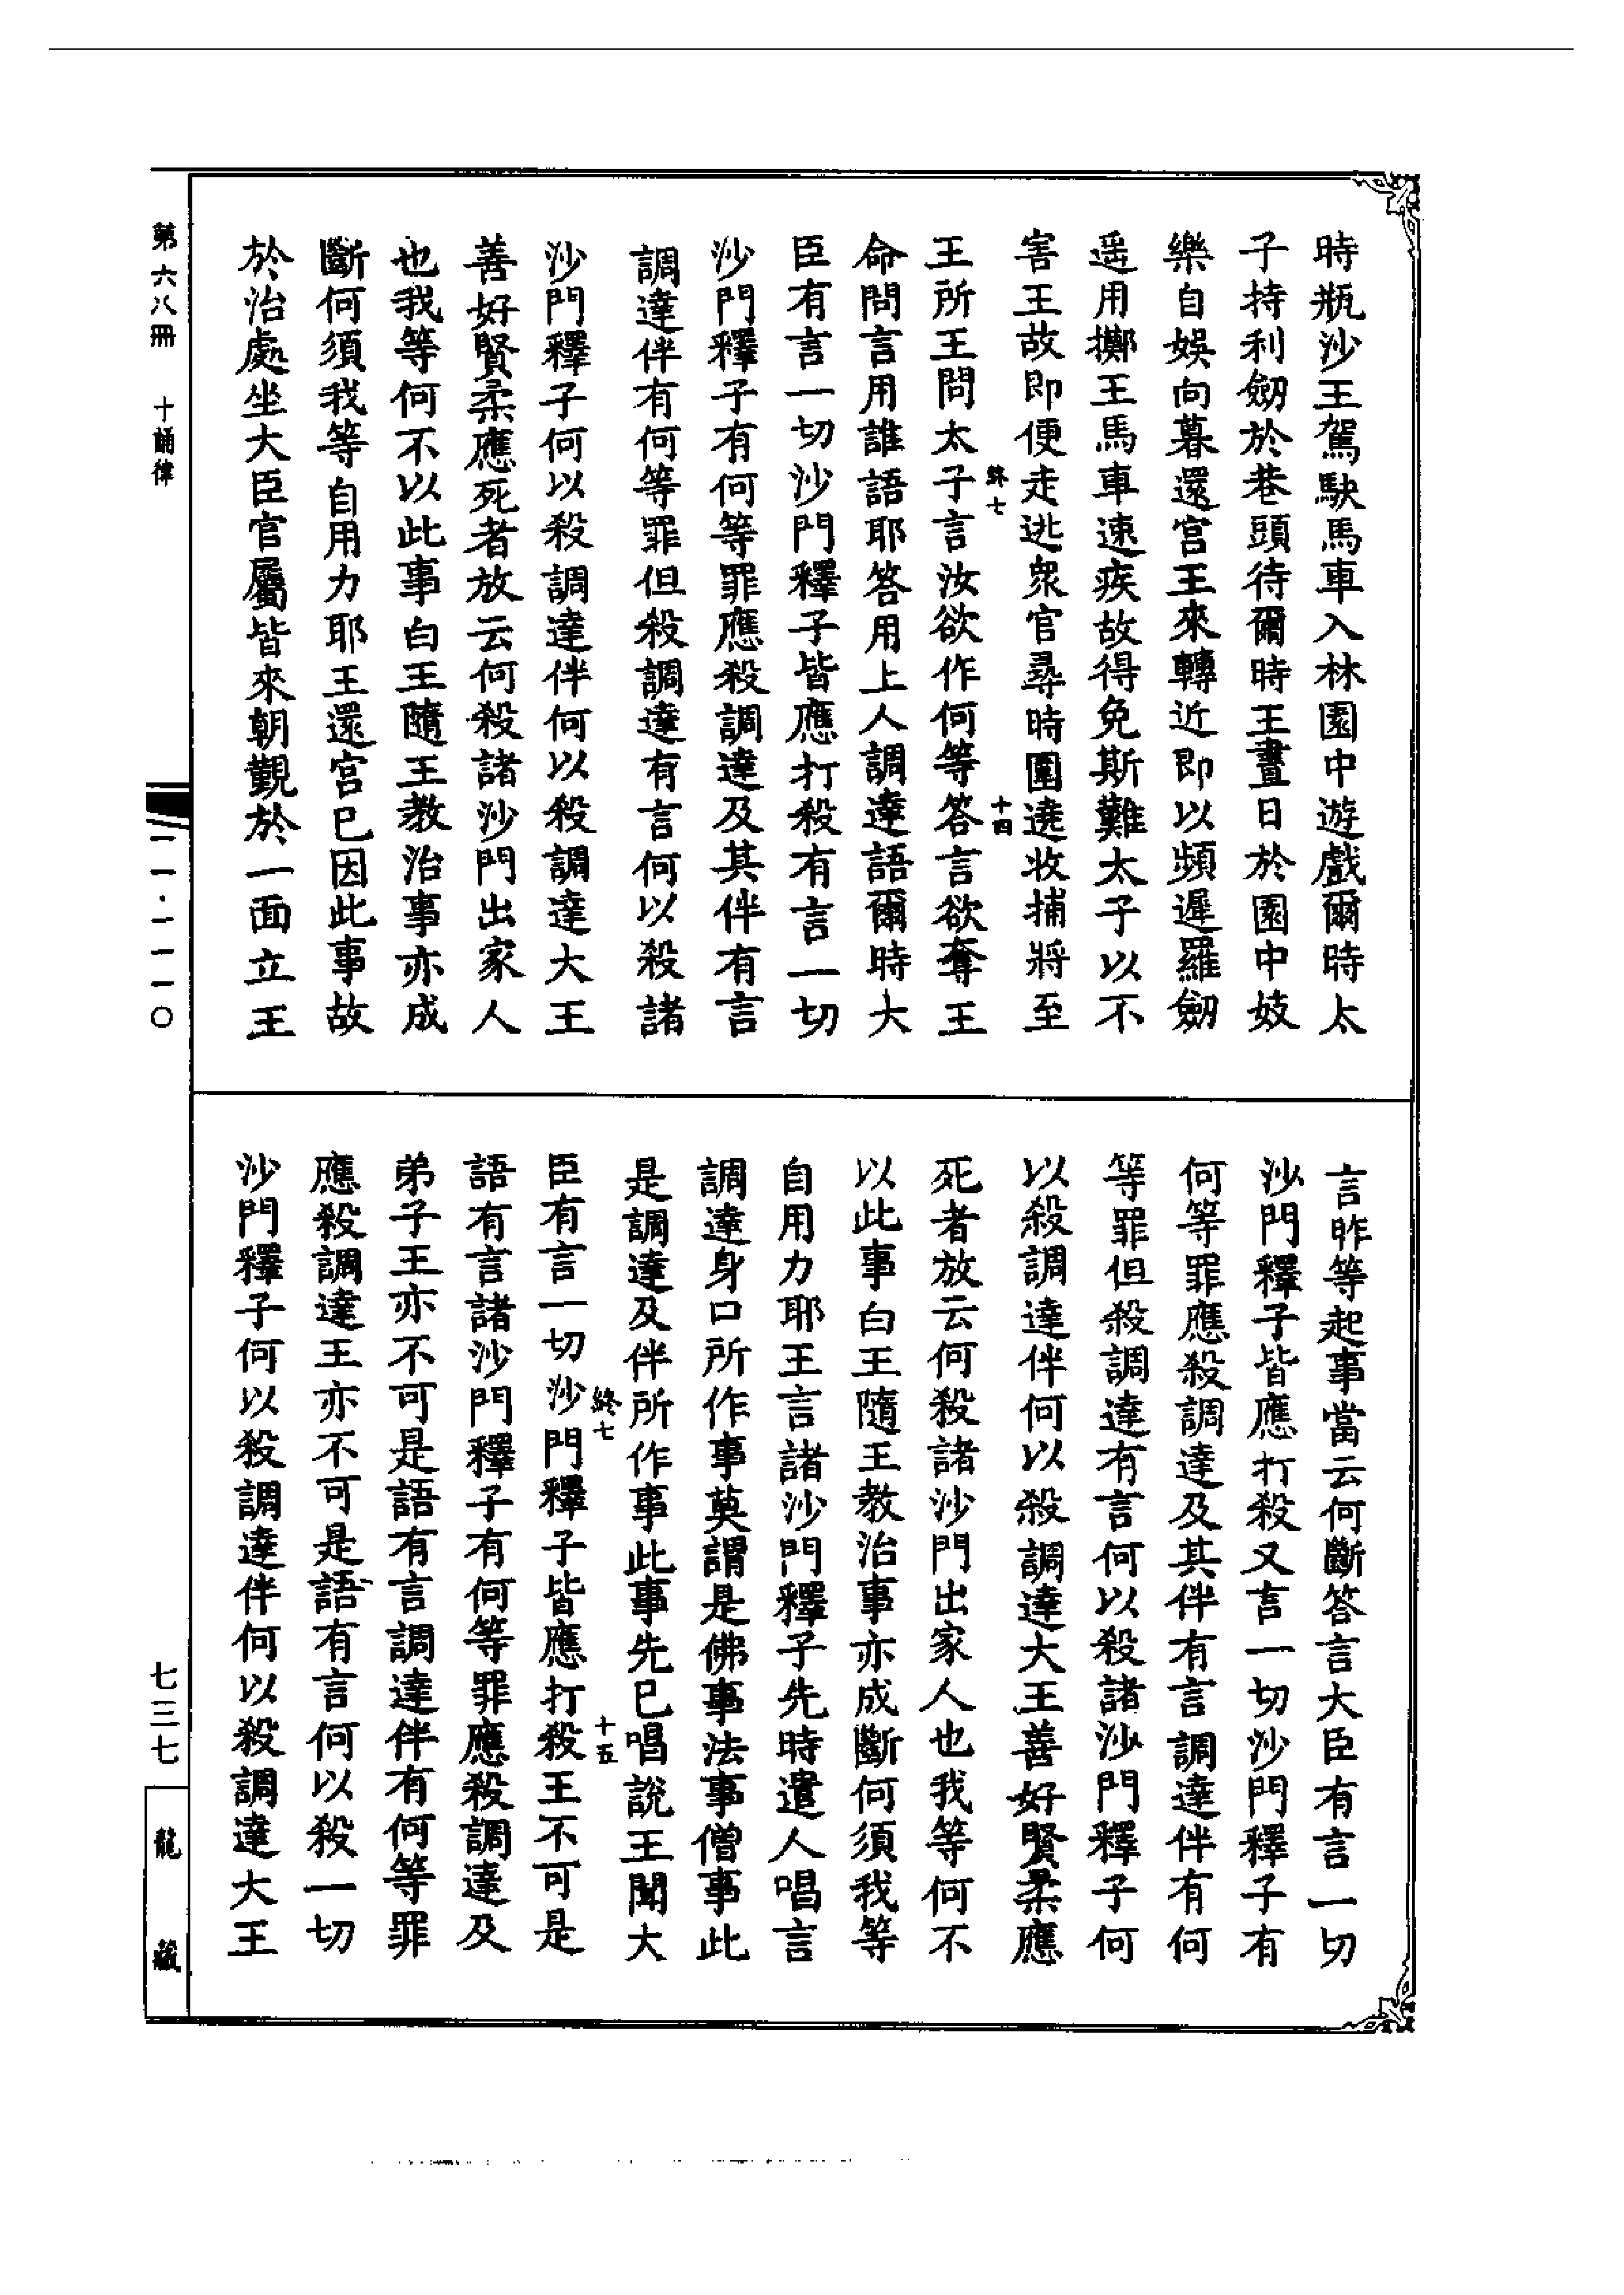 時瓶沙王駕駃馬車入林園中遊戲爾時太
子持利劒於巷頭待爾時王晝日於園中妓
樂自娛向暮還宮王來轉近即以頻遲羅劒
遥用擲王馬車速疾故得免斯難太子以不
害王故即便走逃衆官尋時圍遶收捕將至
終七
十四
王所王問太子言汝欲作何等答言欲奪王
命問言用誰語耶答用上人調達語爾時大
臣有言一切沙門釋子皆應打殺有言一切
沙門釋子有何等罪應殺調達及其伴有言
調達伴有何等罪但殺調達有言何以殺諸
沙門釋子何以殺調達伴何以殺調達大王
善好賢柔應死者放云何殺諸沙門出家人
也我等何不以此事白王隨王教治事亦成
斷何須我等自用力耶王還宮已因此事故
於治處坐大臣官屬皆來朝覲於一面立王
言昨等起事當云何斷答言大臣有言一切
沙門釋子皆應打殺又言一切沙門釋子有
何等罪應殺調達及其伴有言調達伴有何
等罪但殺調達有言何以殺諸沙門釋子何
以殺調達伴何以殺調達大王善好賢柔應
死者放云何殺諸沙門出家人也我等何不
以此事白王隨王教治事亦成斷何須我等
自用力耶王言諸沙門釋子先時遣人唱言
調達身口所作事莫謂是佛事法事僧事此
是調達及伴所作事此事先已唱說王聞大
終七
十五
臣有言一切沙門釋子皆應打殺王不可是
語有言諸沙門釋子有何等罪應殺調達及
弟子王亦不可是語有言調達伴有何等罪
應殺調達王亦不可是語有言何以殺一切
沙門釋子何以殺調達伴何以殺調達大王
第六八冊 十誦律
一一·一一一〇
七三七
龍藏